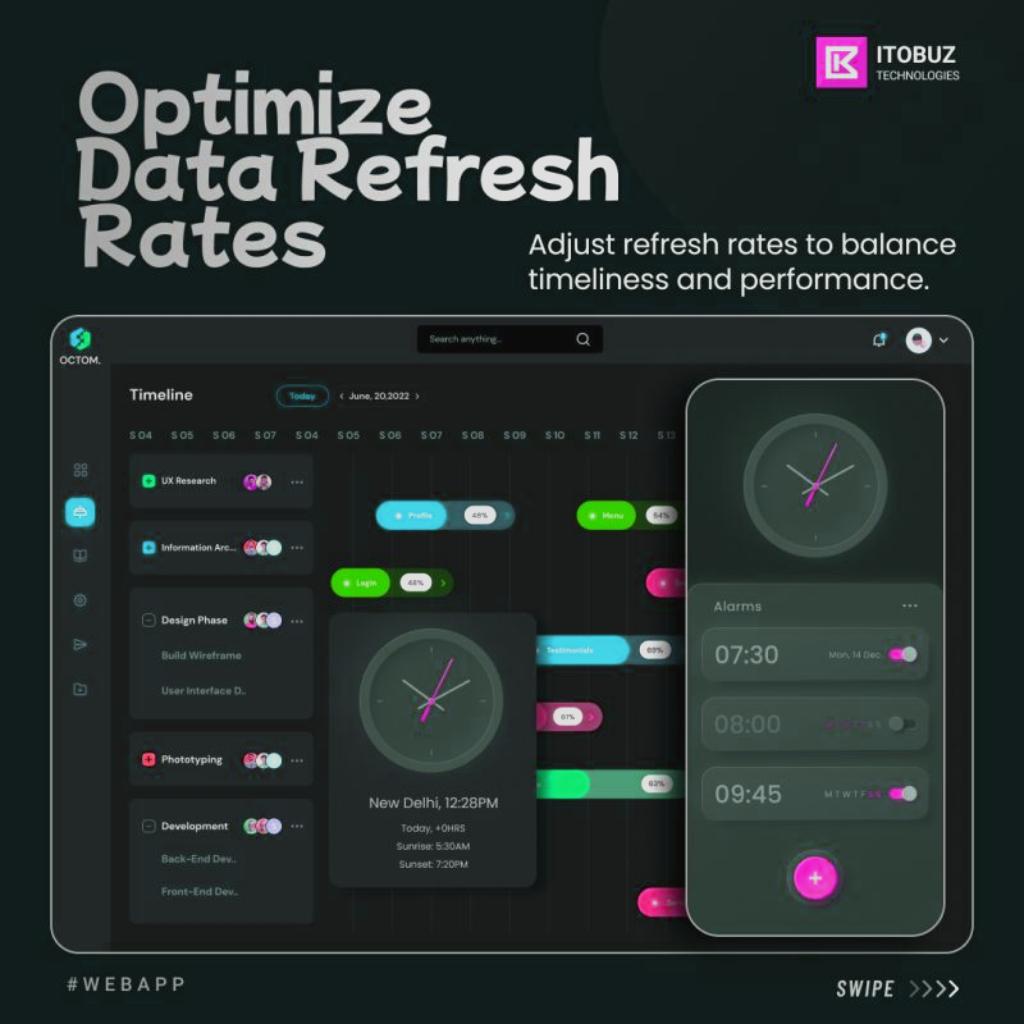 ITOBUZ
TECHNOLOGIES
Optimize
Data Refresh
Rates
Adjust refresh rates to balance
timeliness and performance.
OCTOM.
Search anything..
Timeline
Today
‹ June, 20,2022 ›
S 04 S 05 S 06 S 07 S 04 S 05 S 06 S 07 S 08 S 09 S 10 S 11 S 12 S 13
UX Research
Profile 48%
Menu 64%
Information Arc...
Login 48%
Design Phase
Build Wireframe
User Interface D..
Testimonials 69%
67%
Phototyping
63%
Development
Back-End Dev..
Front-End Dev..
New Delhi, 12:28PM
Today, +0HRS
Sunrise: 5:30AM
Sunset: 7:20PM
Alarms
07:30 Mon, 14 Dec.
08:00
09:45 M T W T F S S
#WEBAPP
SWIPE